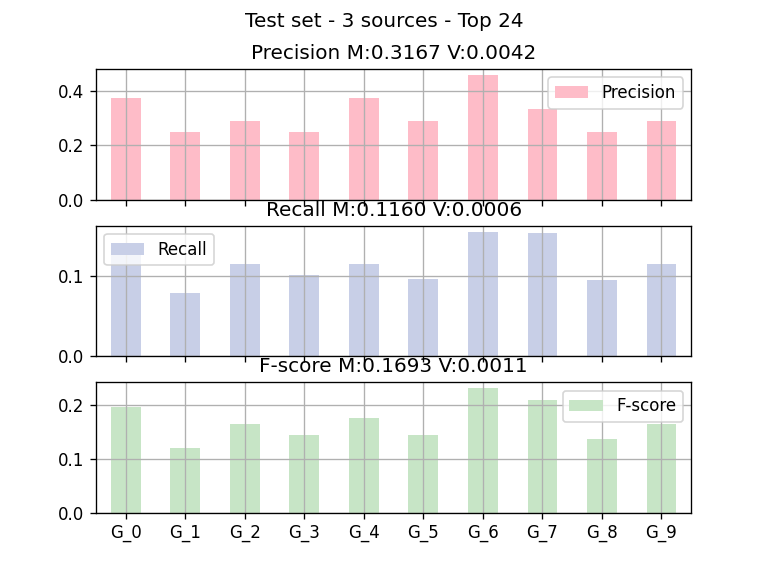 Test set - 3 sources - Top 24
Precision M:0.3167 V:0.0042
0.4
0.2
0.0
Precision
Recall M:0.1160 V:0.0006
0.1
0.0
Recall
F-score M:0.1693 V:0.0011
0.2
0.1
0.0
F-score
G_0 G_1 G_2 G_3 G_4 G_5 G_6 G_7 G_8 G_9